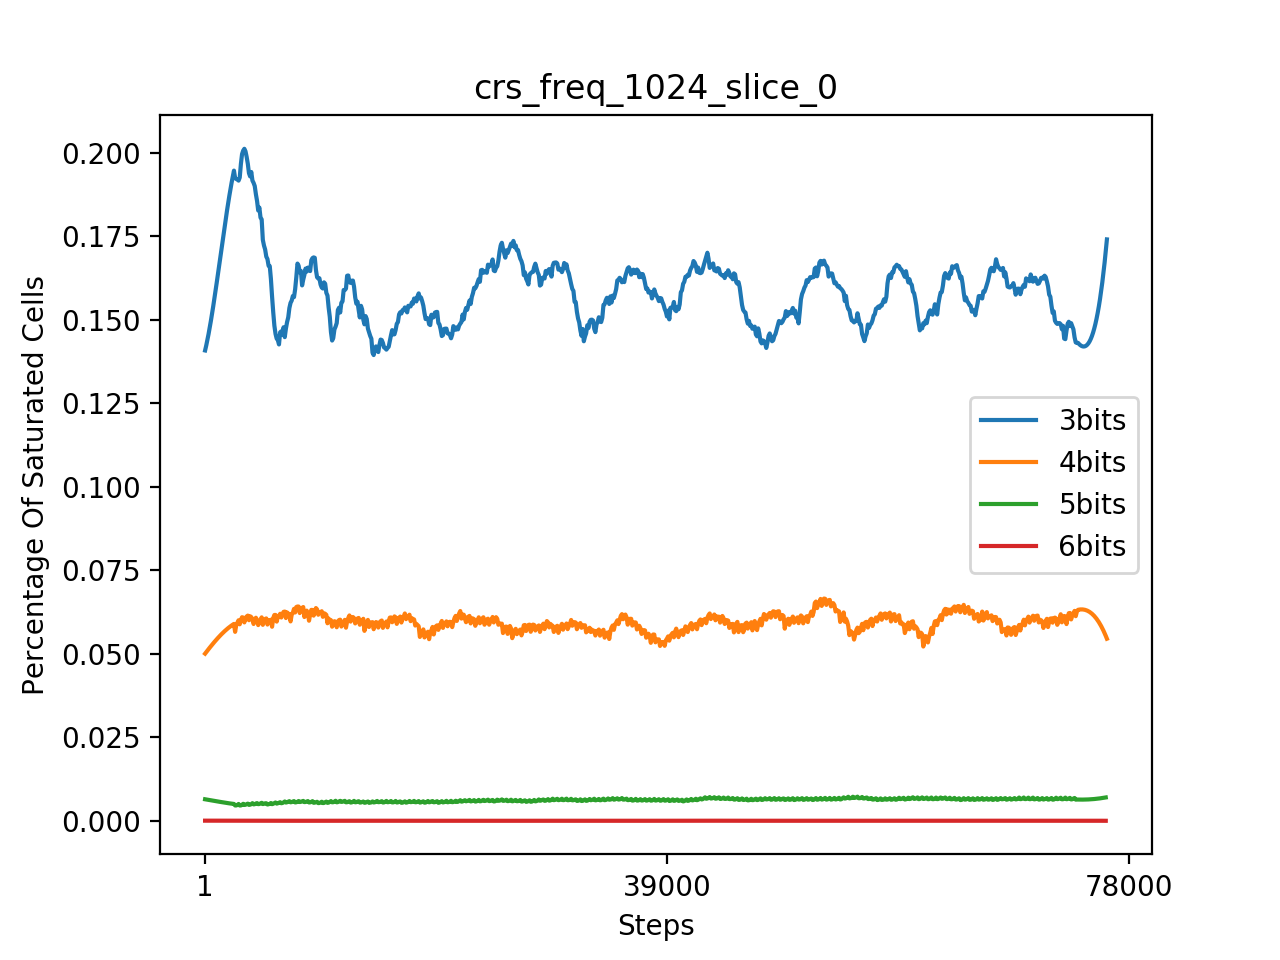 crs_freq_1024_slice_0
Percentage Of Saturated Cells
0.200
0.175
0.150
0.125
0.100
0.075
0.050
0.025
0.000
3bits
4bits
5bits
6bits
1
39000
78000
Steps